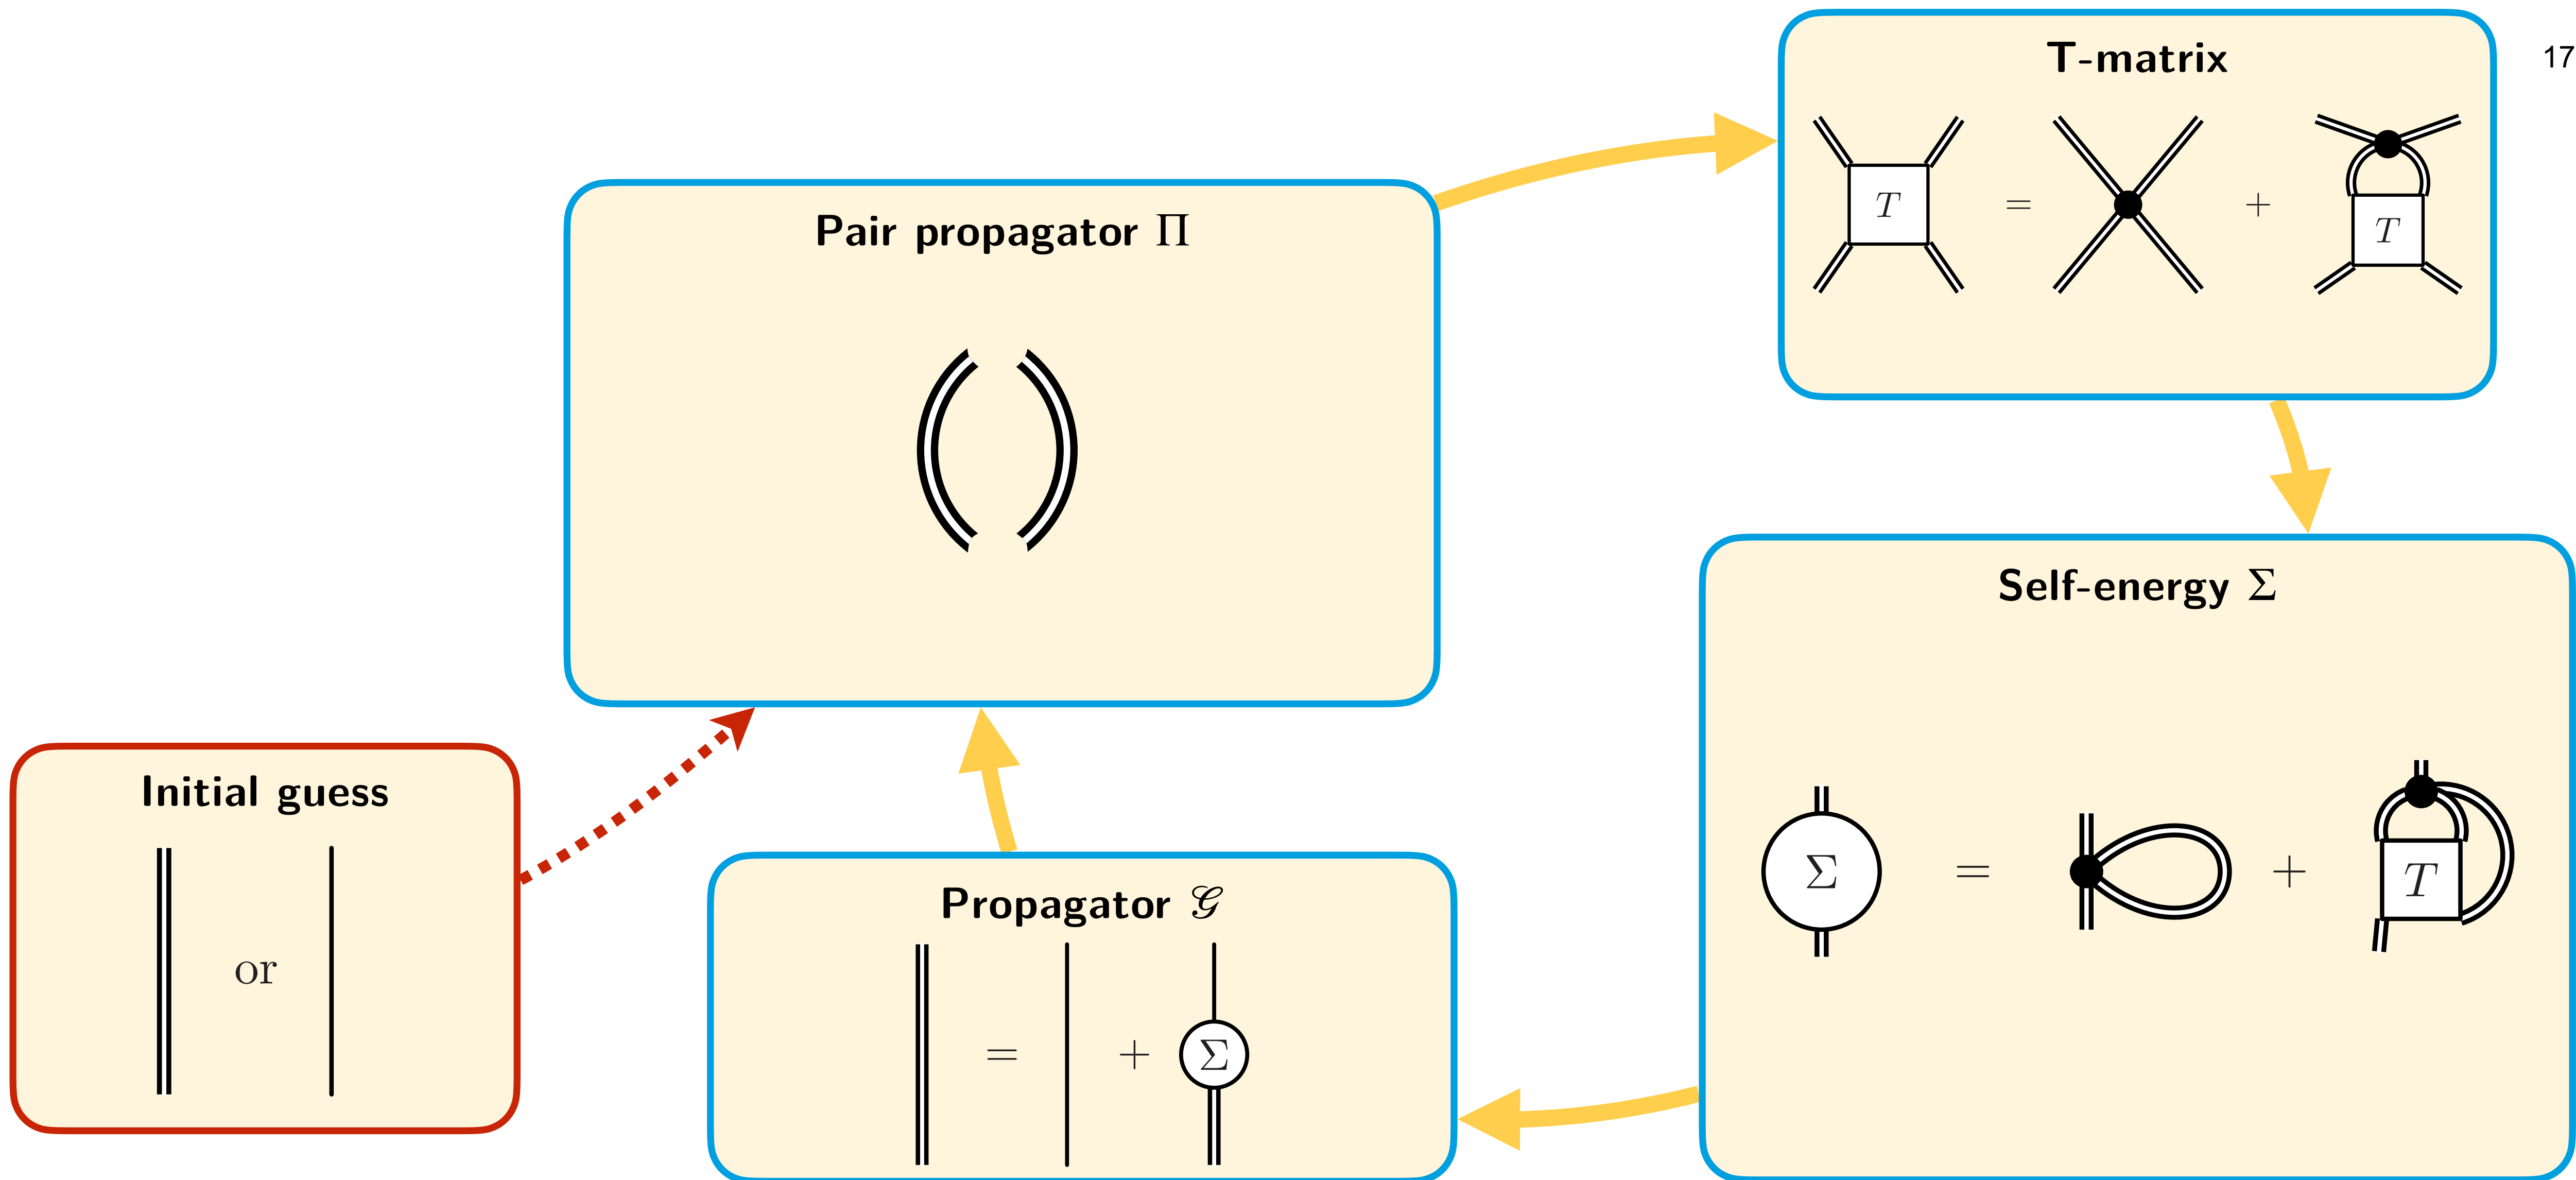 17
T-matrix
T = + T
Pair propagator Π
Self-energy Σ
Σ = + T
Initial guess
or
Propagator 𝒢
= + Σ